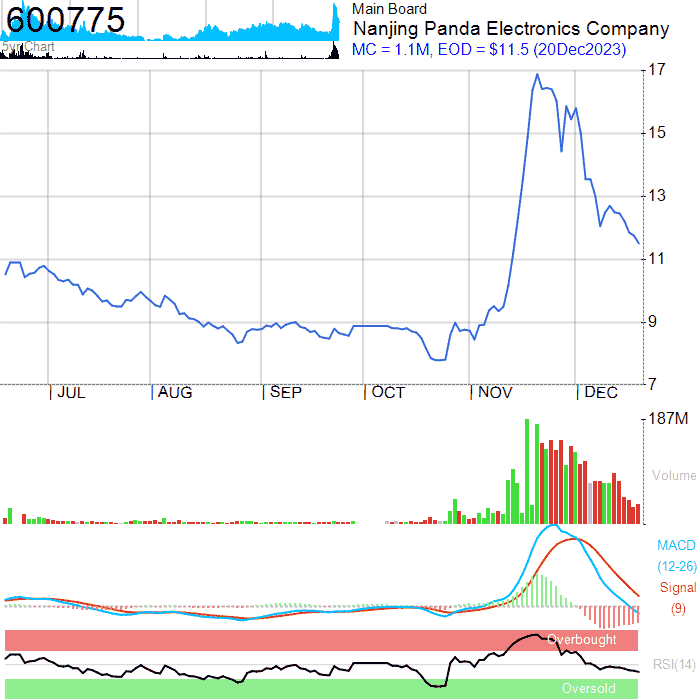 600775
5yr Chart
Main Board
Nanjing Panda Electronics Company
MC = 1.1M, EOD = $11.5 (20Dec2023)
17
15
13
11
9
7
JUL
AUG
SEP
OCT
NOV
DEC
187M
Volume
MACD
(12-26)
Signal
(9)
Overbought
RSI(14)
Oversold